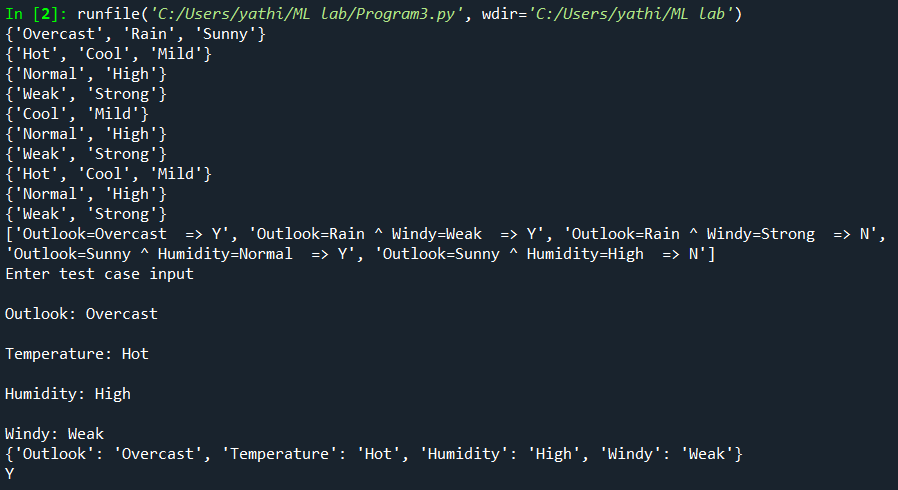 In [2]: runfile('C:/Users/yathi/ML lab/Program3.py', wdir='C:/Users/yathi/ML lab')
{'Overcast', 'Rain', 'Sunny'}
{'Hot', 'Cool', 'Mild'}
{'Normal', 'High'}
{'Weak', 'Strong'}
{'Cool', 'Mild'}
{'Normal', 'High'}
{'Weak', 'Strong'}
{'Hot', 'Cool', 'Mild'}
{'Normal', 'High'}
{'Weak', 'Strong'}
['Outlook=Overcast  => Y', 'Outlook=Rain ^ Windy=Weak  => Y', 'Outlook=Rain ^ Windy=Strong  => N',
'Outlook=Sunny ^ Humidity=Normal  => Y', 'Outlook=Sunny ^ Humidity=High  => N']
Enter test case input
Outlook: Overcast
Temperature: Hot
Humidity: High
Windy: Weak
{'Outlook': 'Overcast', 'Temperature': 'Hot', 'Humidity': 'High', 'Windy': 'Weak'}
Y